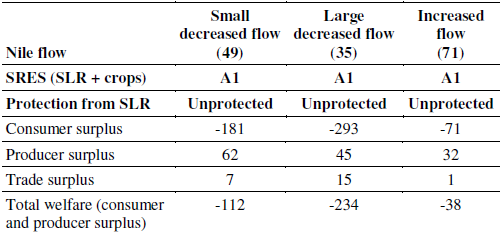 Nile flow Small decreased flow (49) Large decreased flow (35) Increased flow (71)
SRES (SLR + crops) A1 A1 A1
Protection from SLR Unprotected Unprotected Unprotected
Consumer surplus -181 -293 -71
Producer surplus 62 45 32
Trade surplus 7 15 1
Total welfare (consumer and producer surplus) -112 -234 -38